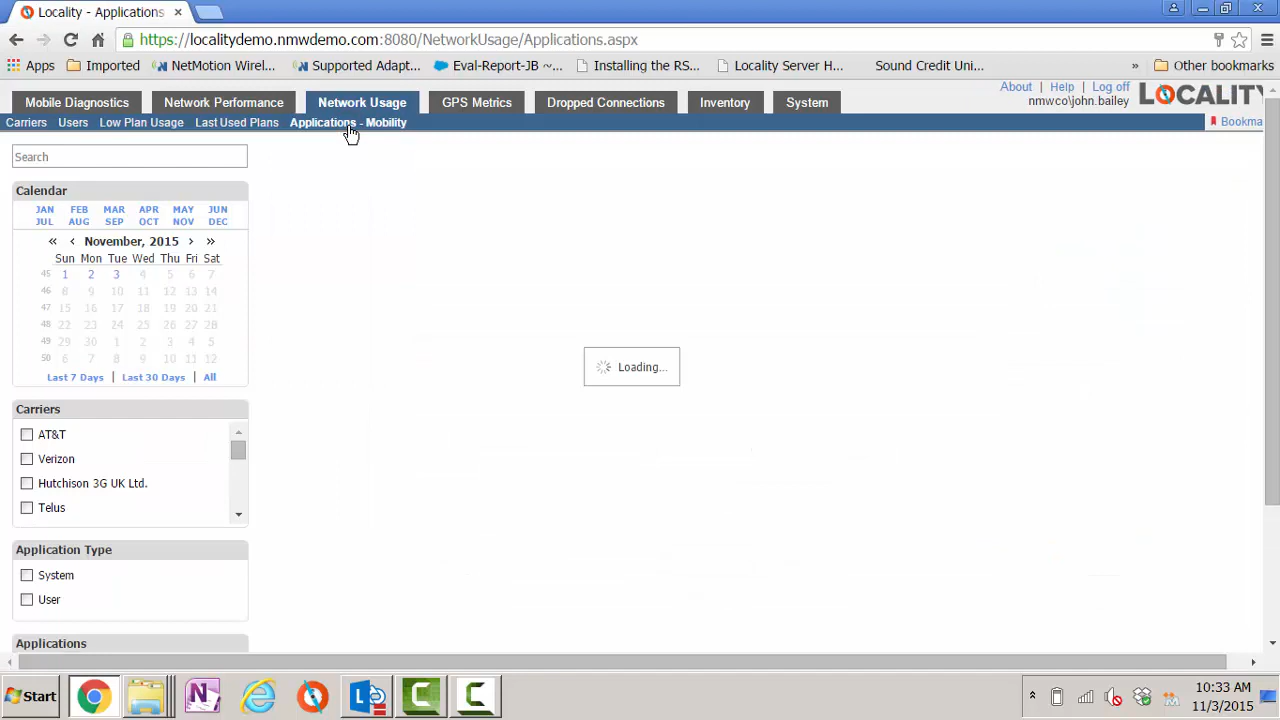 Locality - Applications
https://localitydemo.nmwdemo.com:8080/NetworkUsage/Applications.aspx
Apps Imported NetMotion Wirel... Supported Adapt... Eval-Report-JB ~... Installing the RS... Locality Server H... Sound Credit Uni... » Other bookmarks
About | Help | Log off
nmwco\john.bailey
LOCALITY
Mobile Diagnostics Network Performance Network Usage GPS Metrics Dropped Connections Inventory System
Carriers Users Low Plan Usage Last Used Plans Applications - Mobility Bookma
Search
Calendar
JAN FEB MAR APR MAY JUN
JUL AUG SEP OCT NOV DEC
« ‹ November, 2015 › »
Sun Mon Tue Wed Thu Fri Sat
45 1 2 3 4 5 6 7
46 8 9 10 11 12 13 14
47 15 16 17 18 19 20 21
48 22 23 24 25 26 27 28
49 29 30 1 2 3 4 5
50 6 7 8 9 10 11 12
Last 7 Days | Last 30 Days | All
Loading...
Carriers
AT&T
Verizon
Hutchison 3G UK Ltd.
Telus
Application Type
System
User
Applications
Start
10:33 AM
11/3/2015